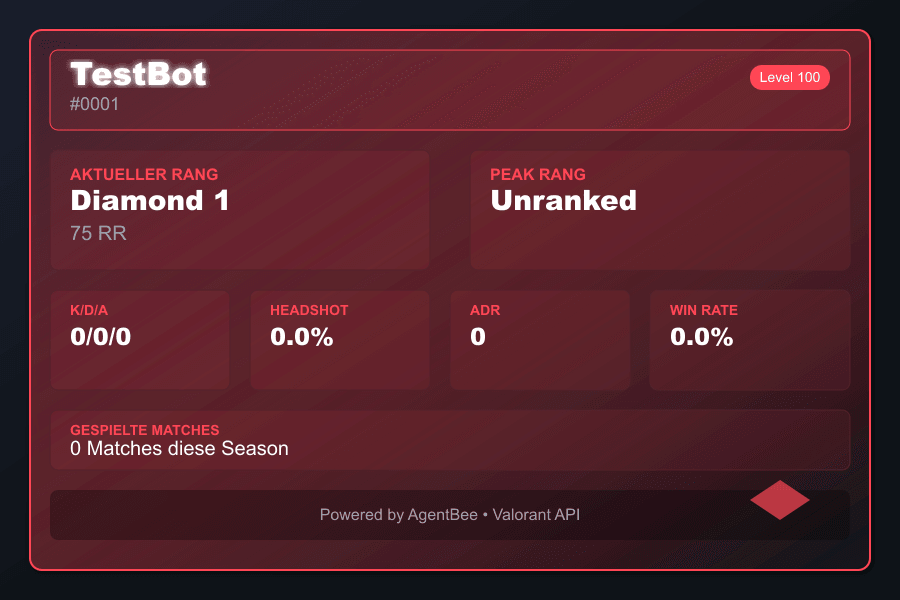 TestBot
#0001
Level 100
AKTUELLER RANG
Diamond 1
75 RR
PEAK RANG
Unranked
K/D/A
0/0/0
HEADSHOT
0.0%
ADR
0
WIN RATE
0.0%
GESPIELTE MATCHES
0 Matches diese Season
Powered by AgentBee • Valorant API